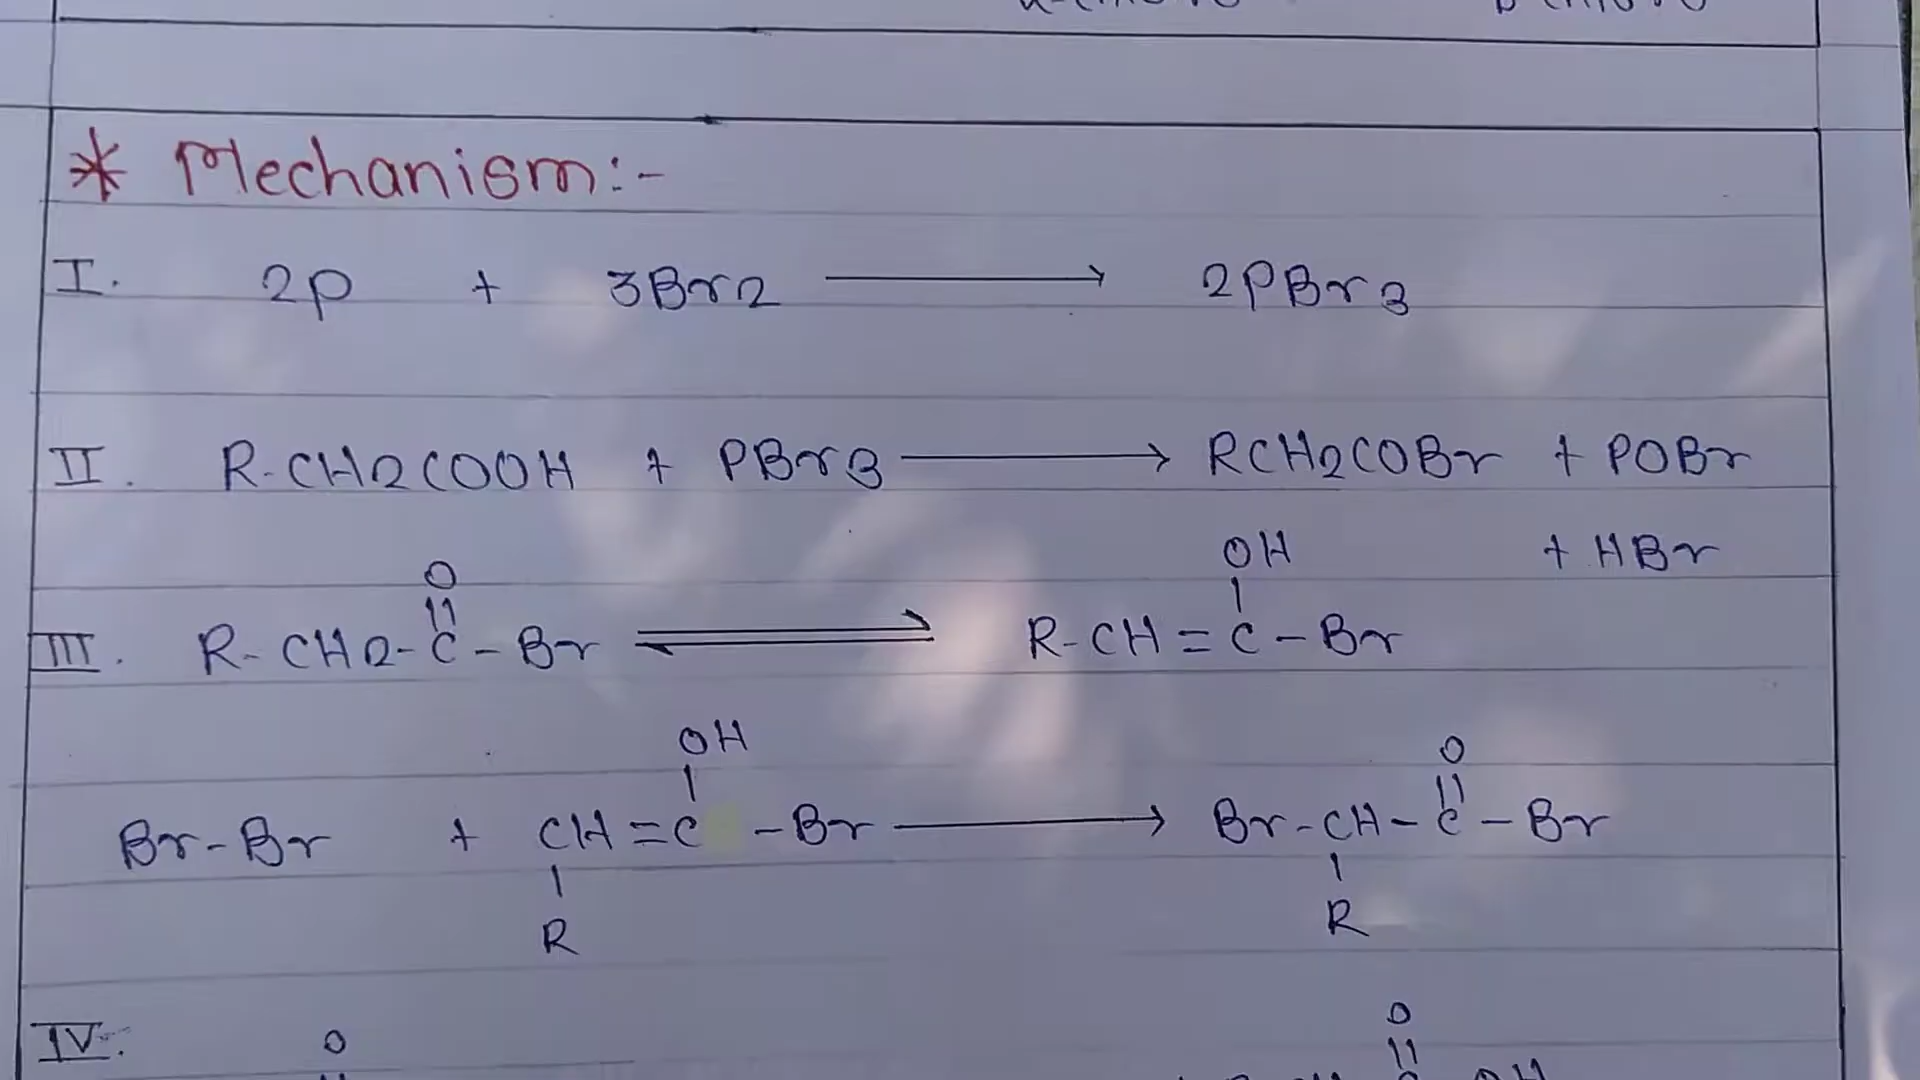 * Mechanism:-
I. 2P + 3Br2 ⟶ 2PBr3
II. R-CH2COOH + PBr3 ⟶ RCH2COBr + POBr
OH + HBr
O
III. R-CH2-C-Br ⇌ R-CH=C-Br
OH O
Br-Br + CH=C -Br ⟶ Br-CH-C-Br
R R
IV. O O